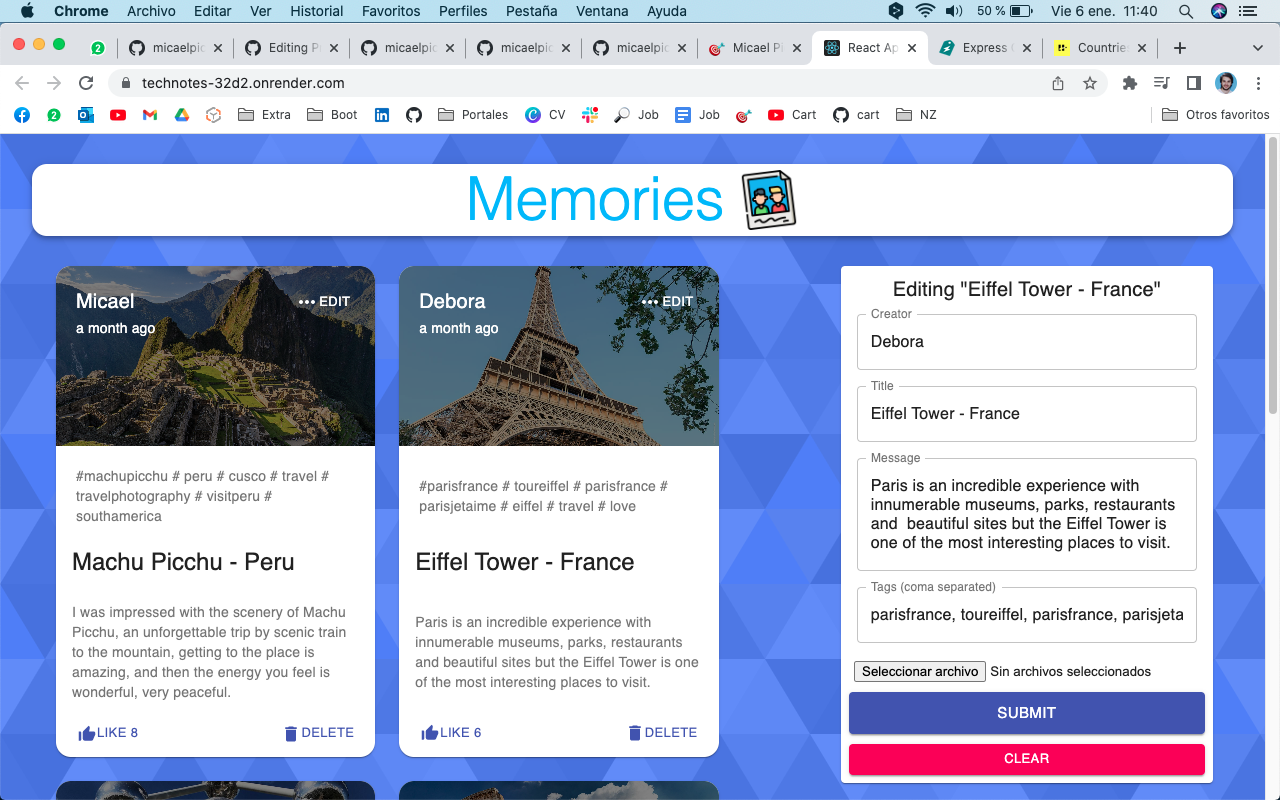 Chrome Archivo Editar Ver Historial Favoritos Perfiles Pestaña Ventana Ayuda 50 % Vie 6 ene. 11:40
2 micaelpic Editing P micaelpic micaelpic micaelpic Micael Pi React Ap Express Countrie
technotes-32d2.onrender.com
2 Extra Boot Portales CV Job Job Cart cart NZ Otros favoritos
Memories
Micael
EDIT
a month ago
#machupicchu # peru # cusco # travel #
travelphotography # visitperu #
southamerica
Machu Picchu - Peru
I was impressed with the scenery of Machu
Picchu, an unforgettable trip by scenic train
to the mountain, getting to the place is
amazing, and then the energy you feel is
wonderful, very peaceful.
LIKE 8 DELETE
Debora
EDIT
a month ago
#parisfrance # toureiffel # parisfrance #
parisjetaime # eiffel # travel # love
Eiffel Tower - France
Paris is an incredible experience with
innumerable museums, parks, restaurants
and beautiful sites but the Eiffel Tower is one
of the most interesting places to visit.
LIKE 6 DELETE
Editing "Eiffel Tower - France"
Creator
Debora
Title
Eiffel Tower - France
Message
Paris is an incredible experience with
innumerable museums, parks, restaurants
and  beautiful sites but the Eiffel Tower is
one of the most interesting places to visit.
Tags (coma separated)
parisfrance, toureiffel, parisfrance, parisjeta
Seleccionar archivo Sin archivos seleccionados
SUBMIT
CLEAR